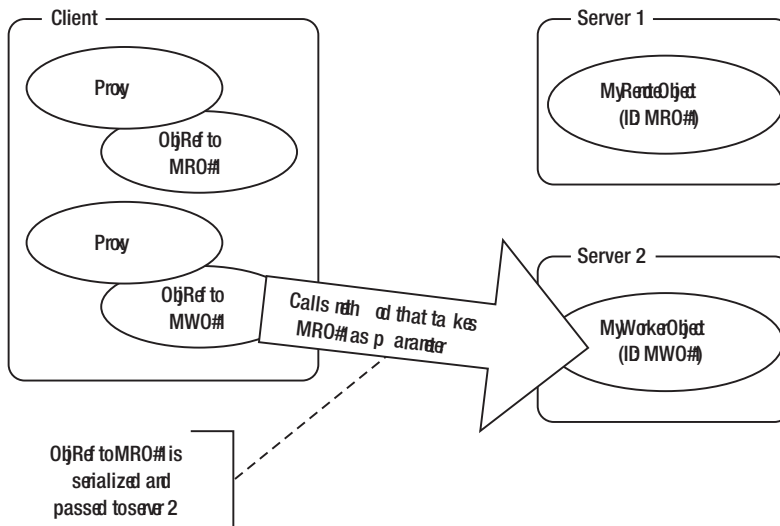 Client
Proxy
ObjRef to
MRO#1
Proxy
ObjRef to
MWO#1
Server 1
MyRemoteObject
(ID: MRO#1)
Server 2
MyWorkerObject
(ID: MWO#1)
Calls method that takes
MRO#1 as parameter
ObjRef to MRO#1 is
serialized and
passed to server 2